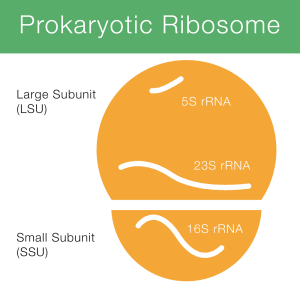 Prokaryotic Ribosome
Large Subunit
(LSU)
5S rRNA
23S rRNA
16S rRNA
Small Subunit
(SSU)